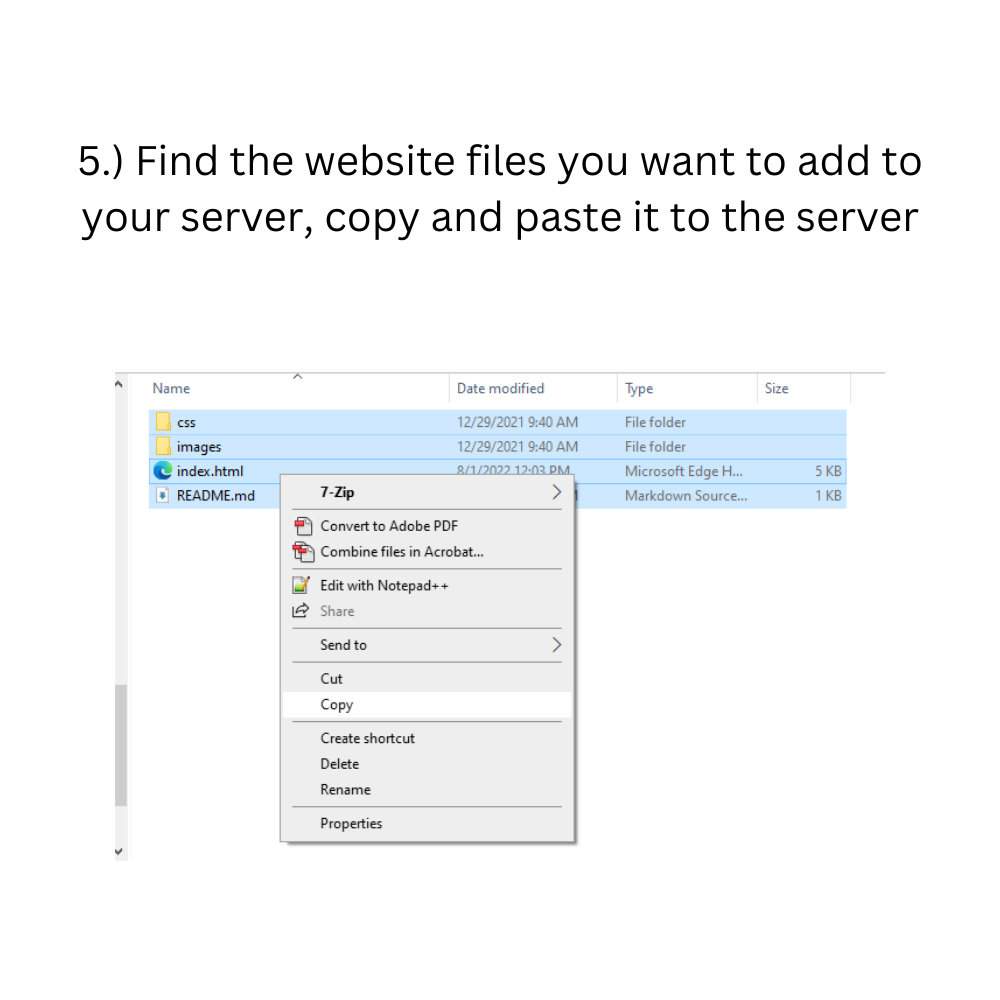 5.) Find the website files you want to add to
your server, copy and paste it to the server
Name Date modified Type Size
css 12/29/2021 9:40 AM File folder
images 12/29/2021 9:40 AM File folder
index.html 8/1/2022 12:03 PM Microsoft Edge H... 5 KB
README.md Markdown Source... 1 KB
7-Zip
Convert to Adobe PDF
Combine files in Acrobat...
Edit with Notepad++
Share
Send to
Cut
Copy
Create shortcut
Delete
Rename
Properties